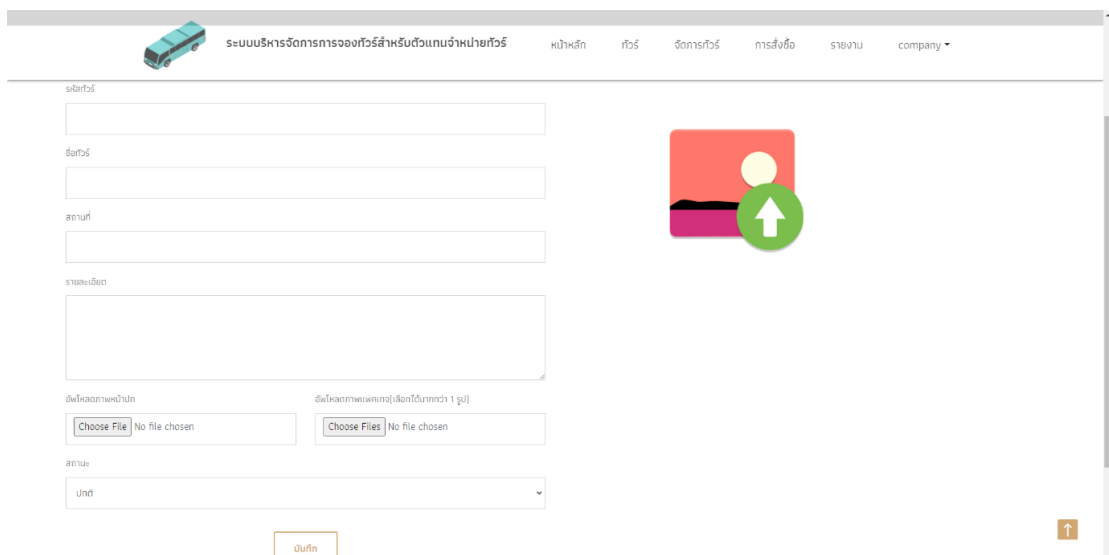 ระบบบริหารจัดการการจองทัวร์สำหรับตัวแทนจำหน่ายทัวร์ หน้าหลัก ทัวร์ จัดการทัวร์ การสั่งซื้อ รายงาน company
รหัสทัวร์
ชื่อทัวร์
สถานที่
รายละเอียด
อัพโหลดภาพหน้าปก อัพโหลดภาพแพคเกจ(เลือกได้มากกว่า 1 รูป)
Choose File No file chosen Choose Files No file chosen
สถานะ
ปกติ
บันทึก